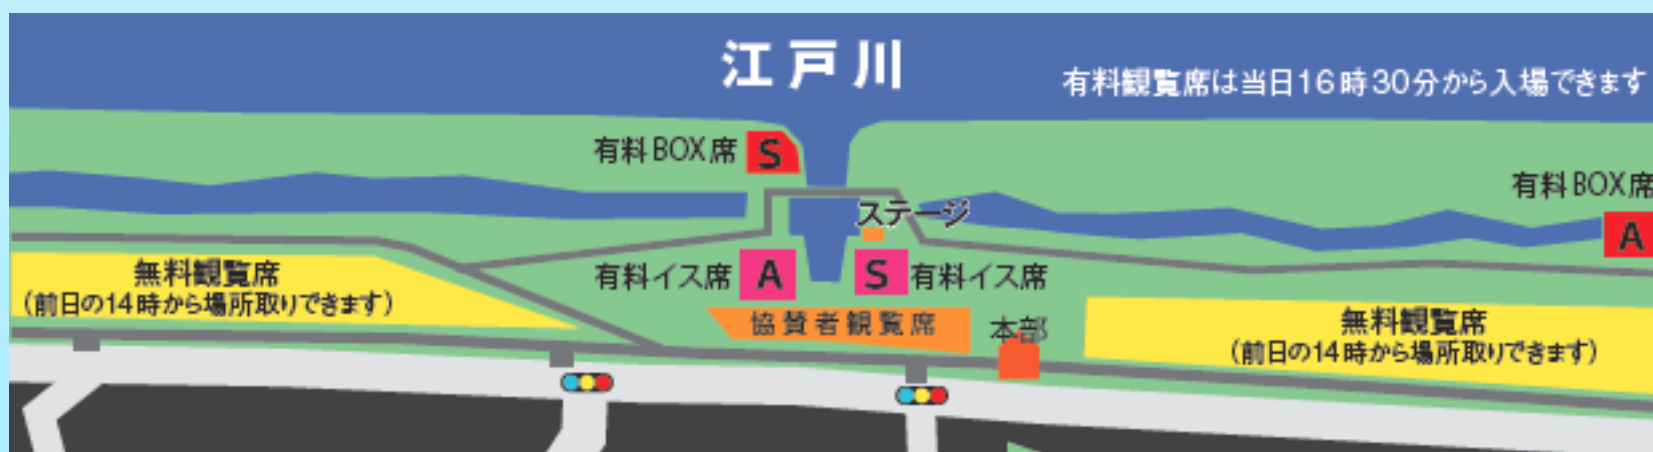 江戸川
有料観覧席は当日16時30分から入場できます
有料BOX席 S
有料BOX席
A
ステージ
有料イス席 A
S 有料イス席
無料観覧席
(前日の14時から場所取りできます)
協賛者観覧席
本部
無料観覧席
(前日の14時から場所取りできます)